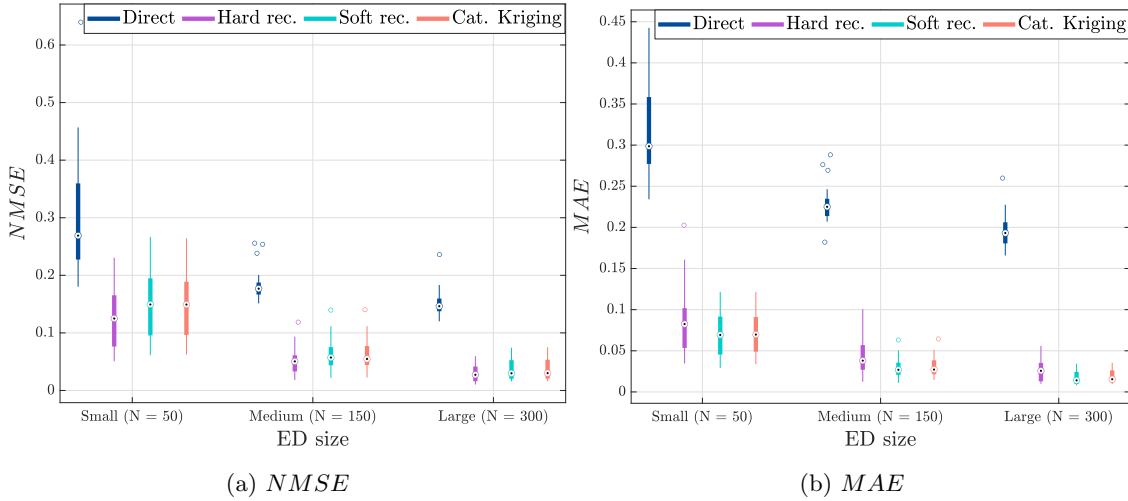 Direct Hard rec. Soft rec. Cat. Kriging
0.6
0.5
0.4
0.3
0.2
0.1
0
NMSE
Small (N = 50) Medium (N = 150) Large (N = 300)
ED size
(a) NMSE
Direct Hard rec. Soft rec. Cat. Kriging
0.45
0.4
0.35
0.3
0.25
0.2
0.15
0.1
0.05
0
MAE
Small (N = 50) Medium (N = 150) Large (N = 300)
ED size
(b) MAE